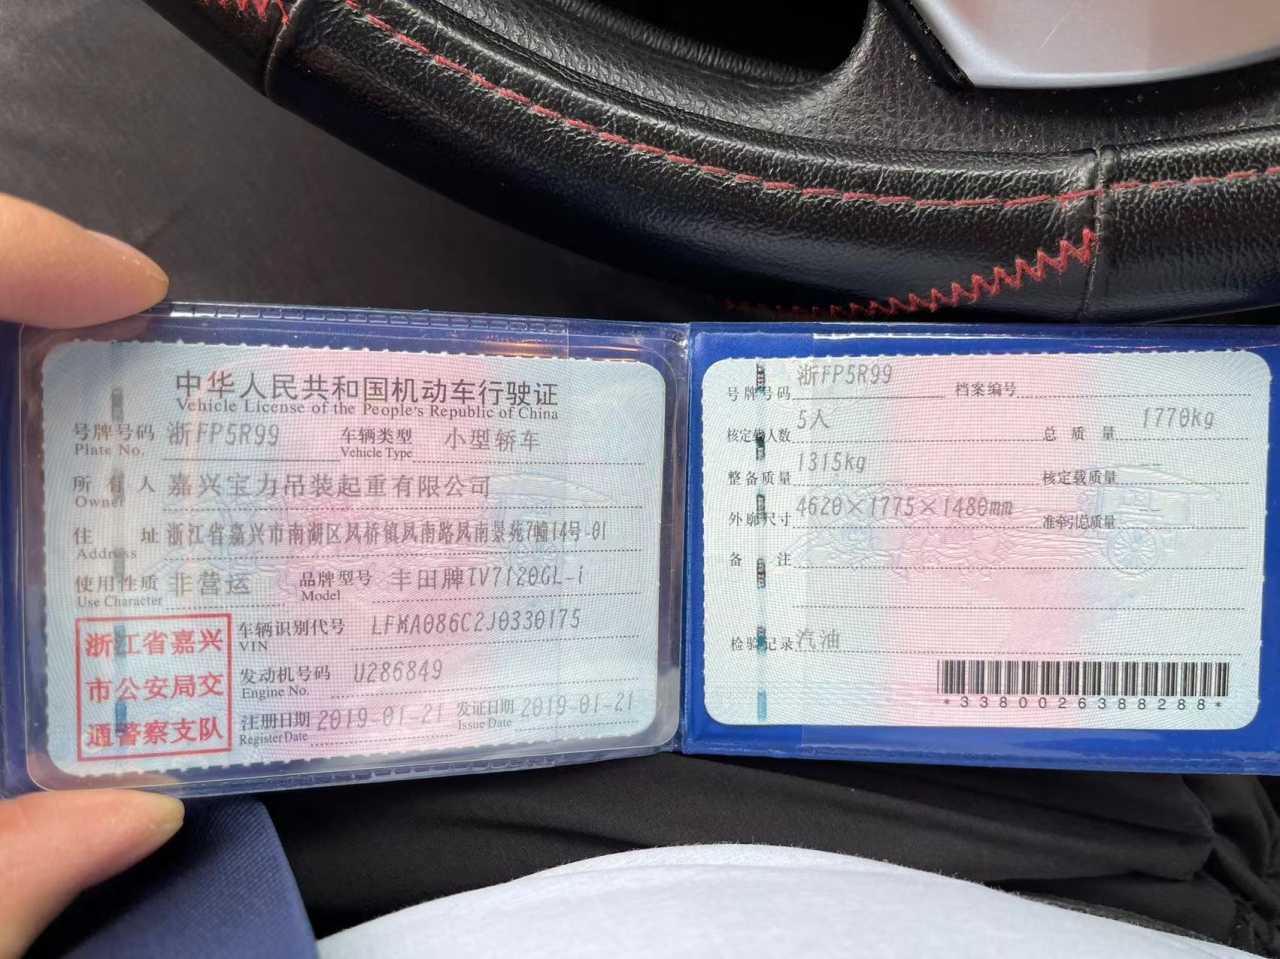 中华人民共和国机动车行驶证
Vehicle License of the People's Republic of China
号牌号码 浙FP5R99 车辆类型 小型轿车
Plate No. Vehicle Type
所有人 嘉兴宝力吊装起重有限公司
Owner
住址 浙江省嘉兴市南湖区凤桥镇凤南路凤南景苑7幢14号-01
Address
使用性质 非营运 品牌型号 丰田牌TV7120GL-i
Use Character Model
浙江省嘉兴
市公安局交
通警察支队
车辆识别代号 LFMA086C2J0330175
VIN
发动机号码 U286849
Engine No.
注册日期 2019-01-21 发证日期 2019-01-21
Register Date Issue Date
号牌号码 浙FP5R99 档案编号
核定载人数 5人 总质量 1770kg
整备质量 1315kg 核定载质量
外廓尺寸 4620×1775×1480mm 准牵引总质量
备注
检验记录 汽油
*3380026388288*